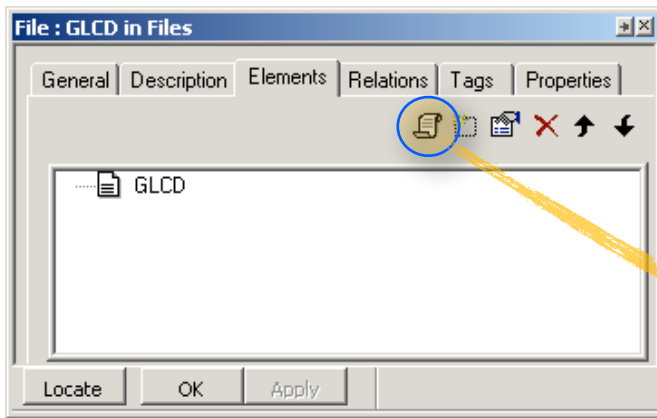 File : GLCD in Files
General Description Elements Relations Tags Properties
GLCD
Locate OK Apply